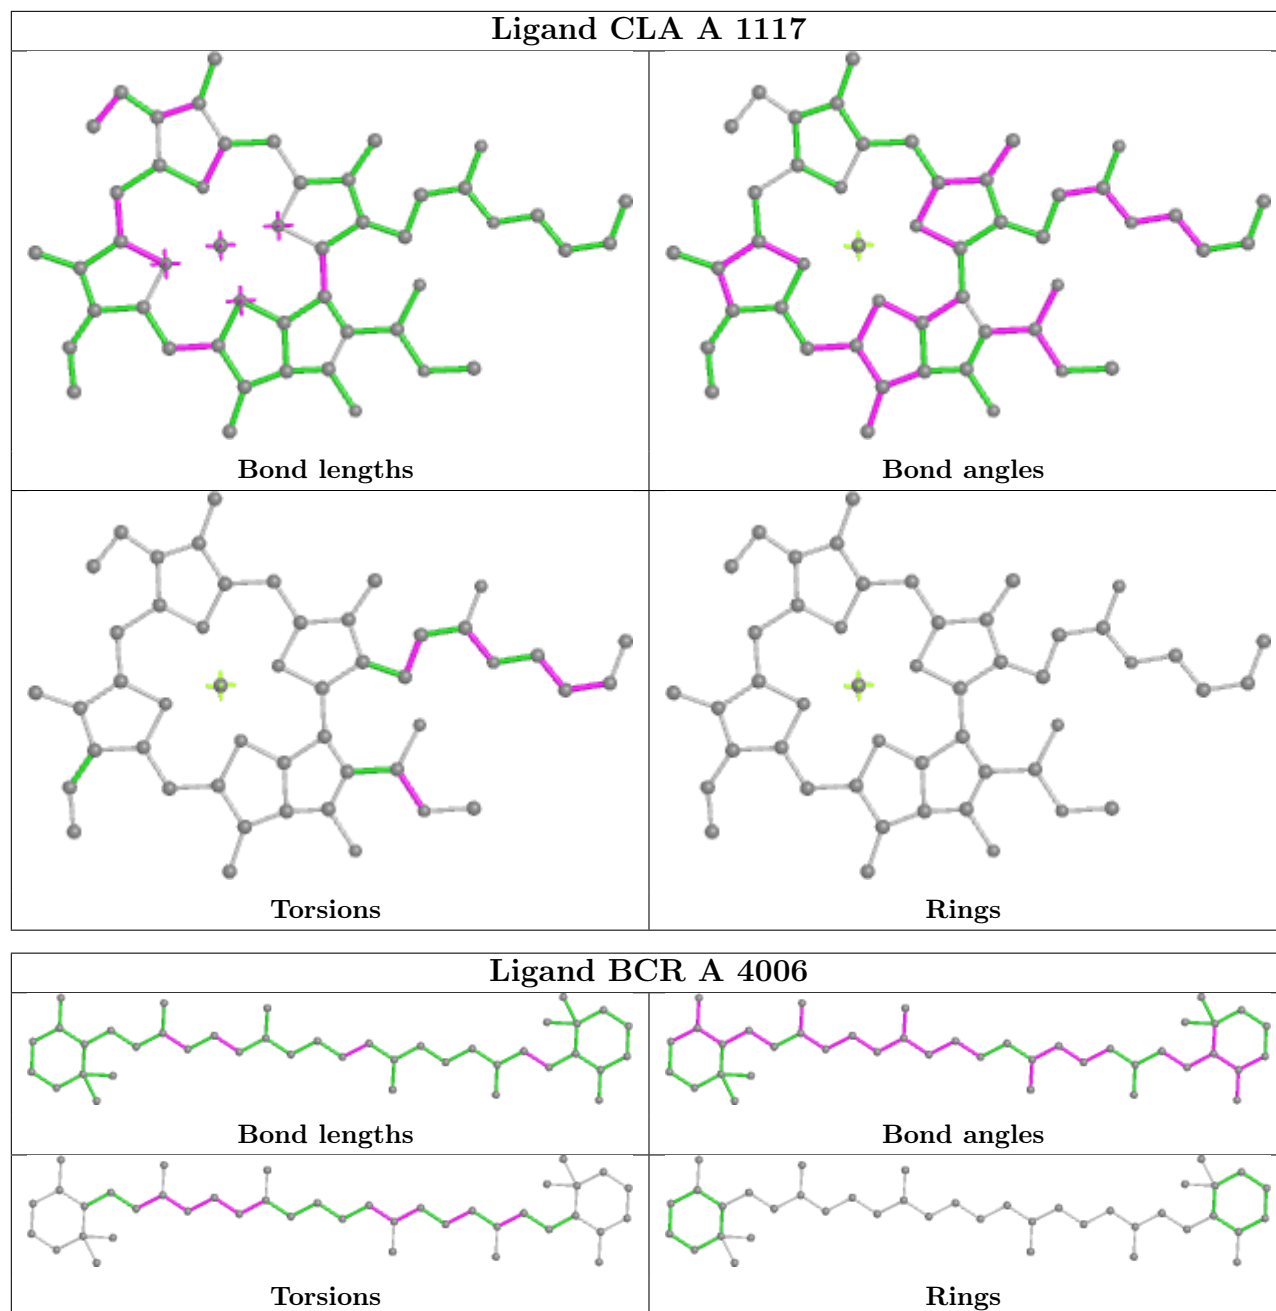 Ligand CLA A 1117
Bond lengths
Bond angles
Torsions
Rings
Ligand BCR A 4006
Bond lengths
Bond angles
Torsions
Rings